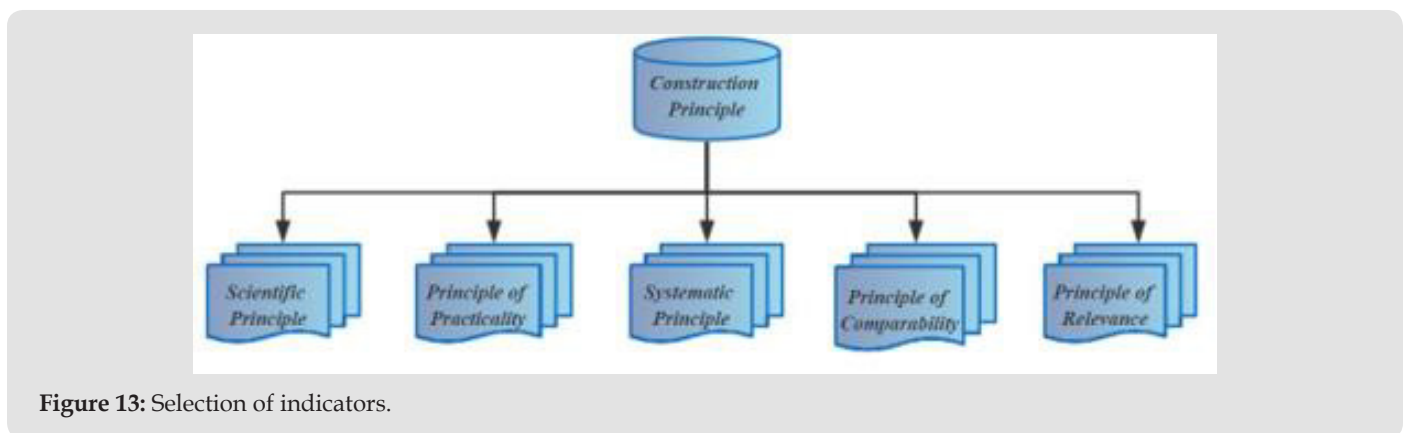 Construction
Principle
Scientific
Principle
Principle of
Practicality
Systematic
Principle
Principle of
Comparability
Principle of
Relevance
Figure 13: Selection of indicators.